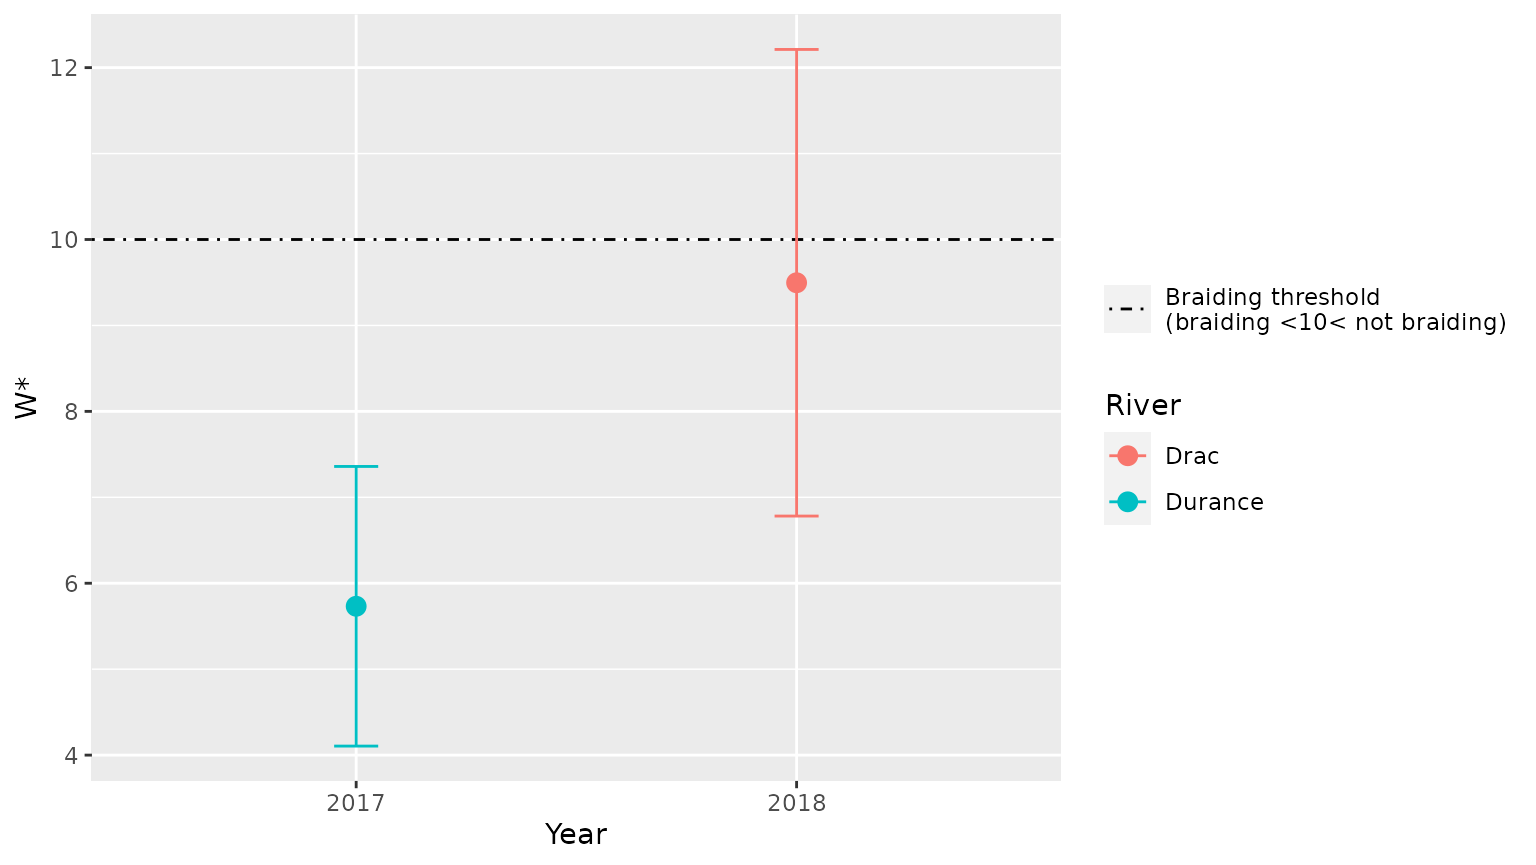 12
10
8
6
4
W*
2017
2018
Year
Braiding threshold
(braiding <10< not braiding)
River
Drac
Durance